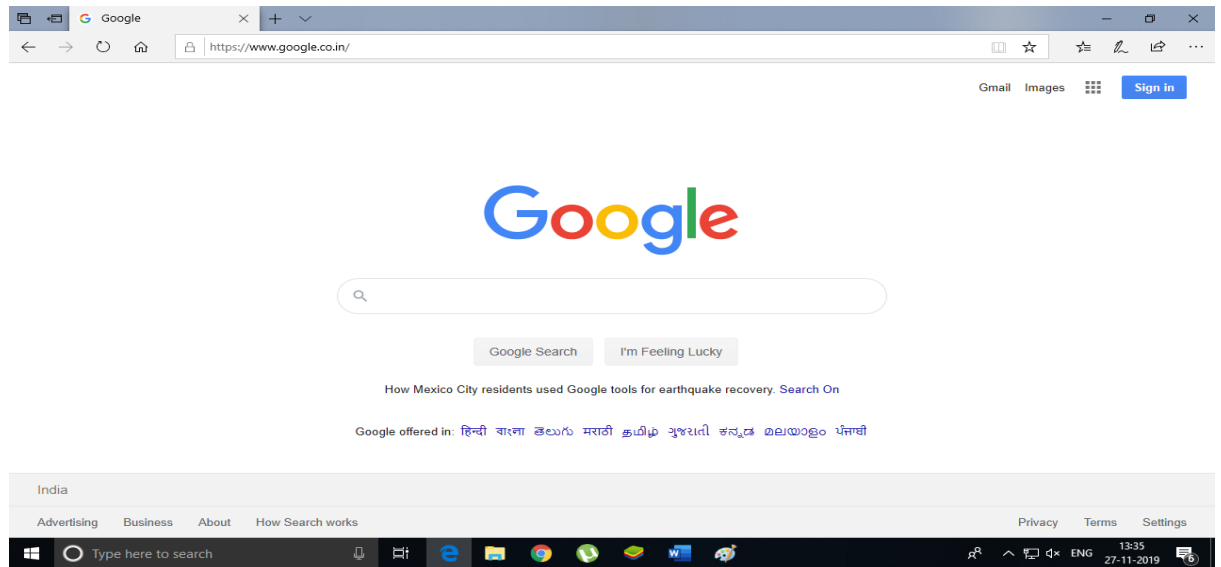 Google
https://www.google.co.in/
Gmail Images Sign in
Google
Google Search I'm Feeling Lucky
How Mexico City residents used Google tools for earthquake recovery. Search On
Google offered in: हिन्दी বাংলা తెలుగు मराठी தமிழ் ગુજરાતી ಕನ್ನಡ മലയാളം ਪੰਜਾਬੀ
India
Advertising Business About How Search works Privacy Terms Settings
Type here to search ENG 13:35
27-11-2019 6